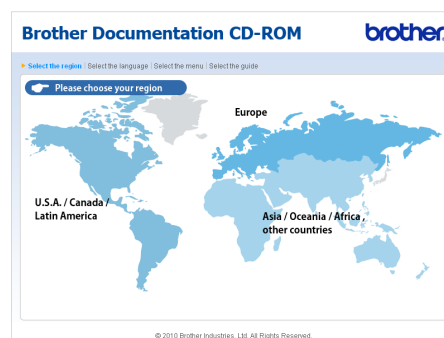 Brother Documentation CD-ROM
brother
Select the region | Select the language | Select the menu | Select the guide
Please choose your region
Europe
U.S.A. / Canada /
Latin America
Asia / Oceania / Africa ,
other countries
© 2010 Brother Industries, Ltd. All Rights Reserved.